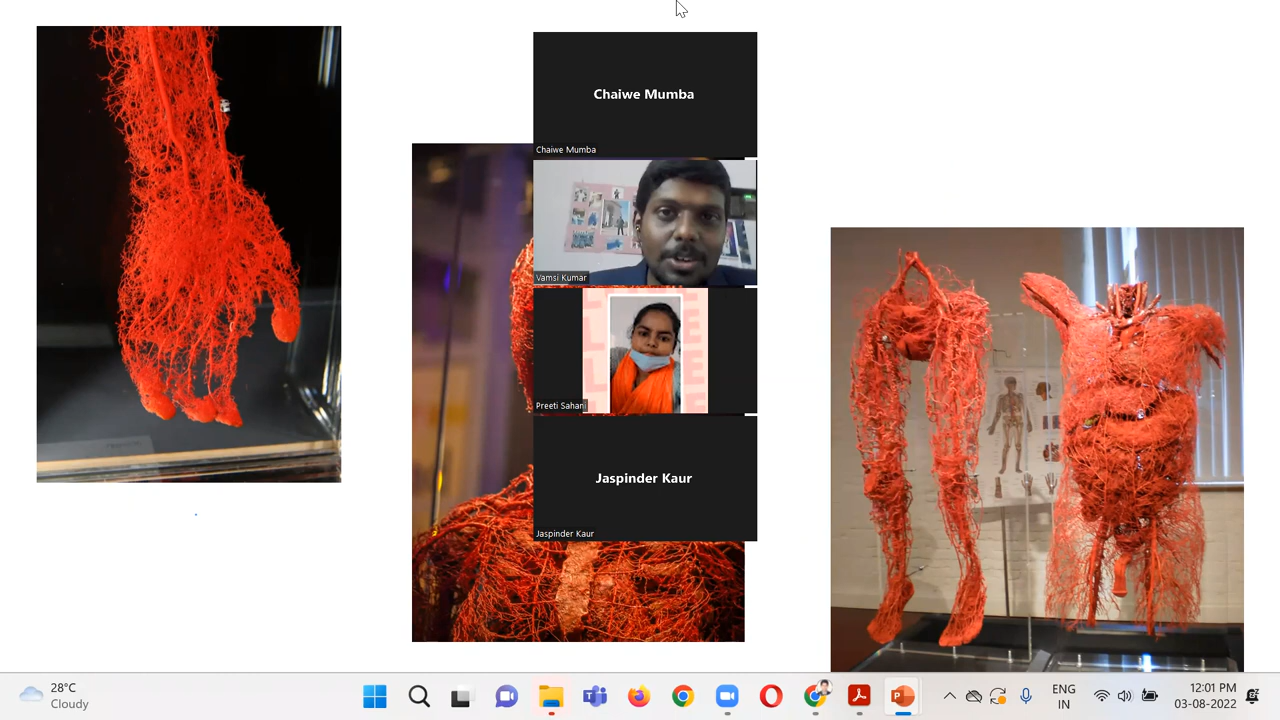 Chaiwe Mumba
Chaiwe Mumba
Vamsi Kumar
Preeti Sahani
Jaspinder Kaur
Jaspinder Kaur
28°C
Cloudy
ENG
IN
12:01 PM
03-08-2022